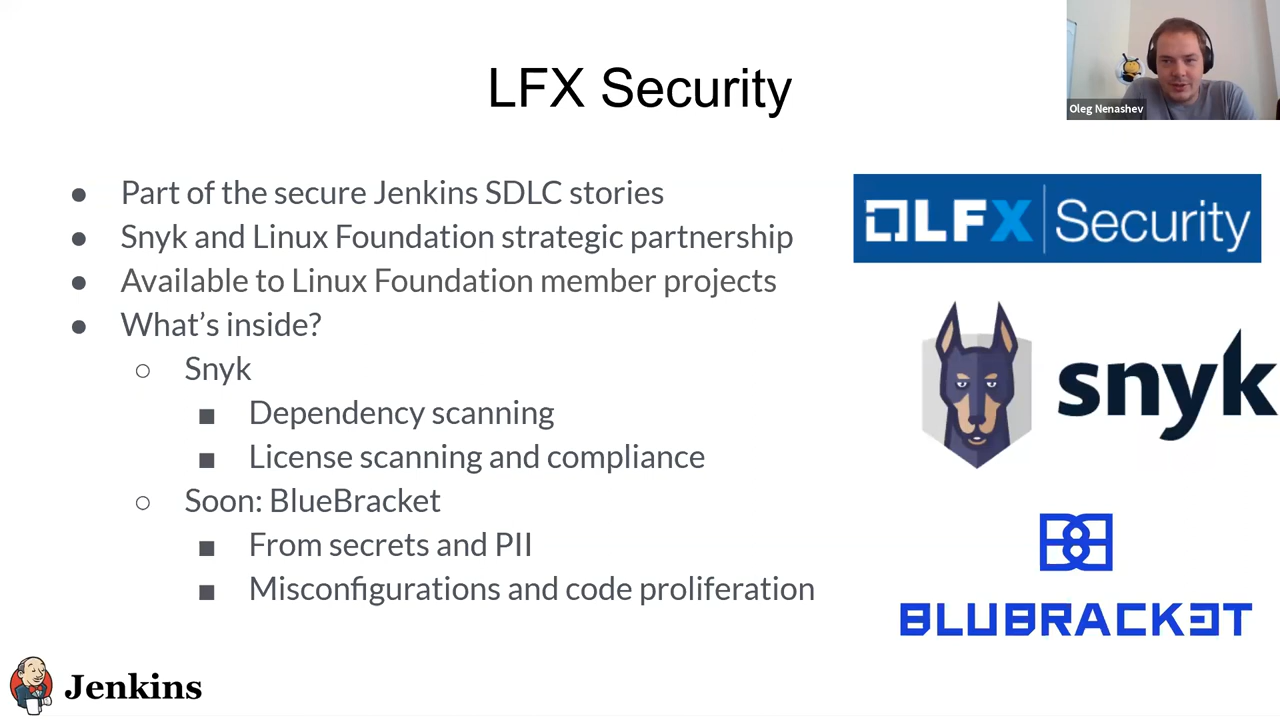 LFX Security
Oleg Nenashev
● Part of the secure Jenkins SDLC stories
● Snyk and Linux Foundation strategic partnership
● Available to Linux Foundation member projects
● What's inside?
○ Snyk
■ Dependency scanning
■ License scanning and compliance
○ Soon: BlueBracket
■ From secrets and PII
■ Misconfigurations and code proliferation
LFX | Security
snyk
BLUBRACKET
Jenkins